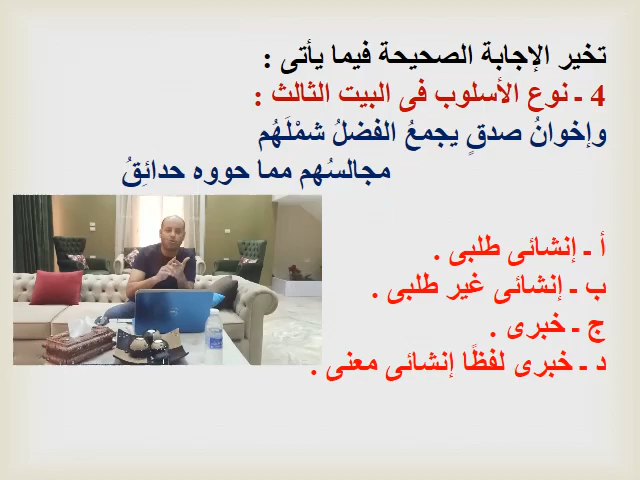 تخير الإجابة الصحيحة فيما يأتى :
4 ـ نوع الأسلوب فى البيت الثالث :
وإخوانُ صدقٍ يجمعُ الفضلُ شمْلَهُم
مجالسُهم مما حووه حدائِقُ
أ ـ إنشائى طلبى .
ب ـ إنشائى غير طلبى .
ج ـ خبرى .
د ـ خبرى لفظًا إنشائى معنى .